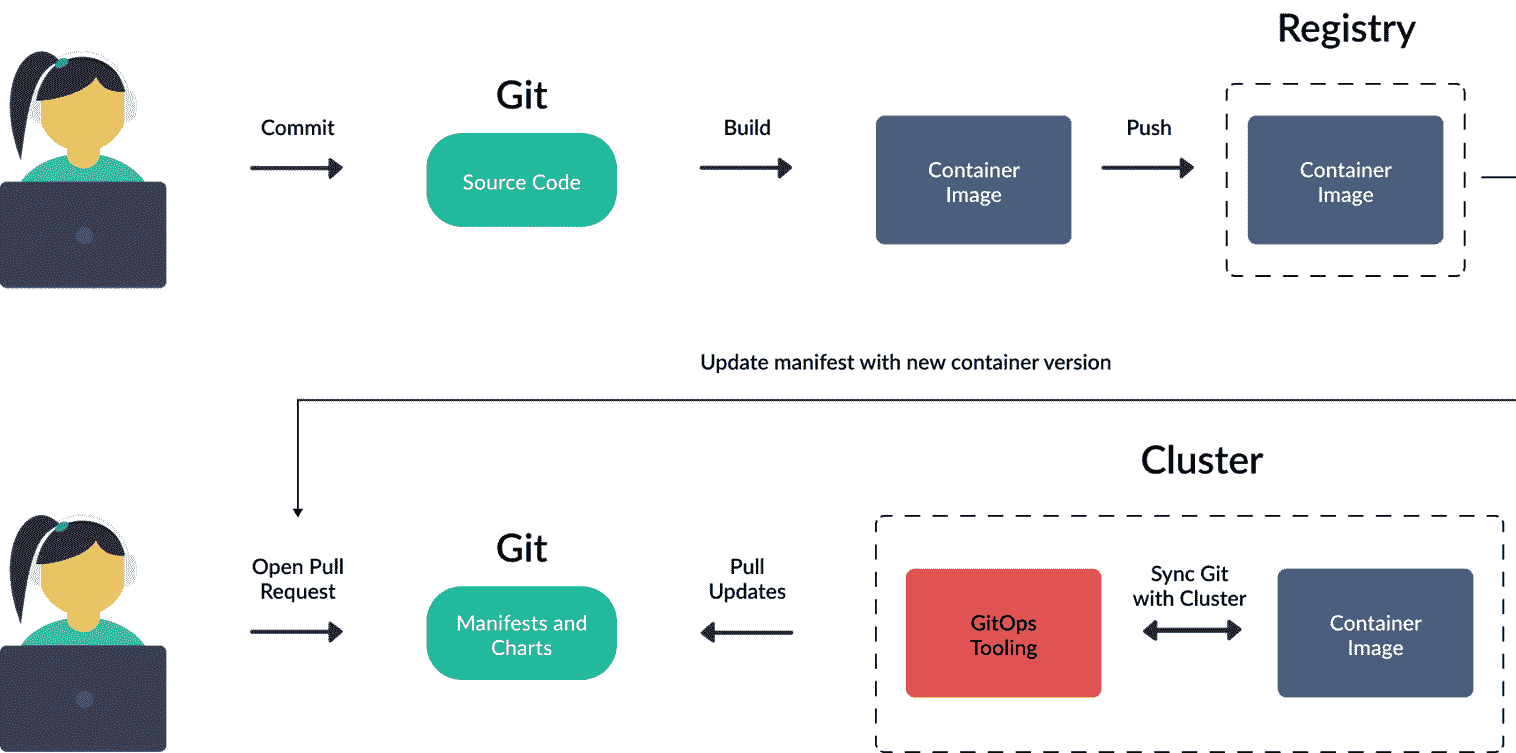 Registry
Git
Commit
Build
Push
Source Code
Container
Image
Container
Image
Update manifest with new container version
Cluster
Git
Open Pull
Request
Manifests and
Charts
Pull
Updates
GitOps
Tooling
Sync Git
with Cluster
Container
Image